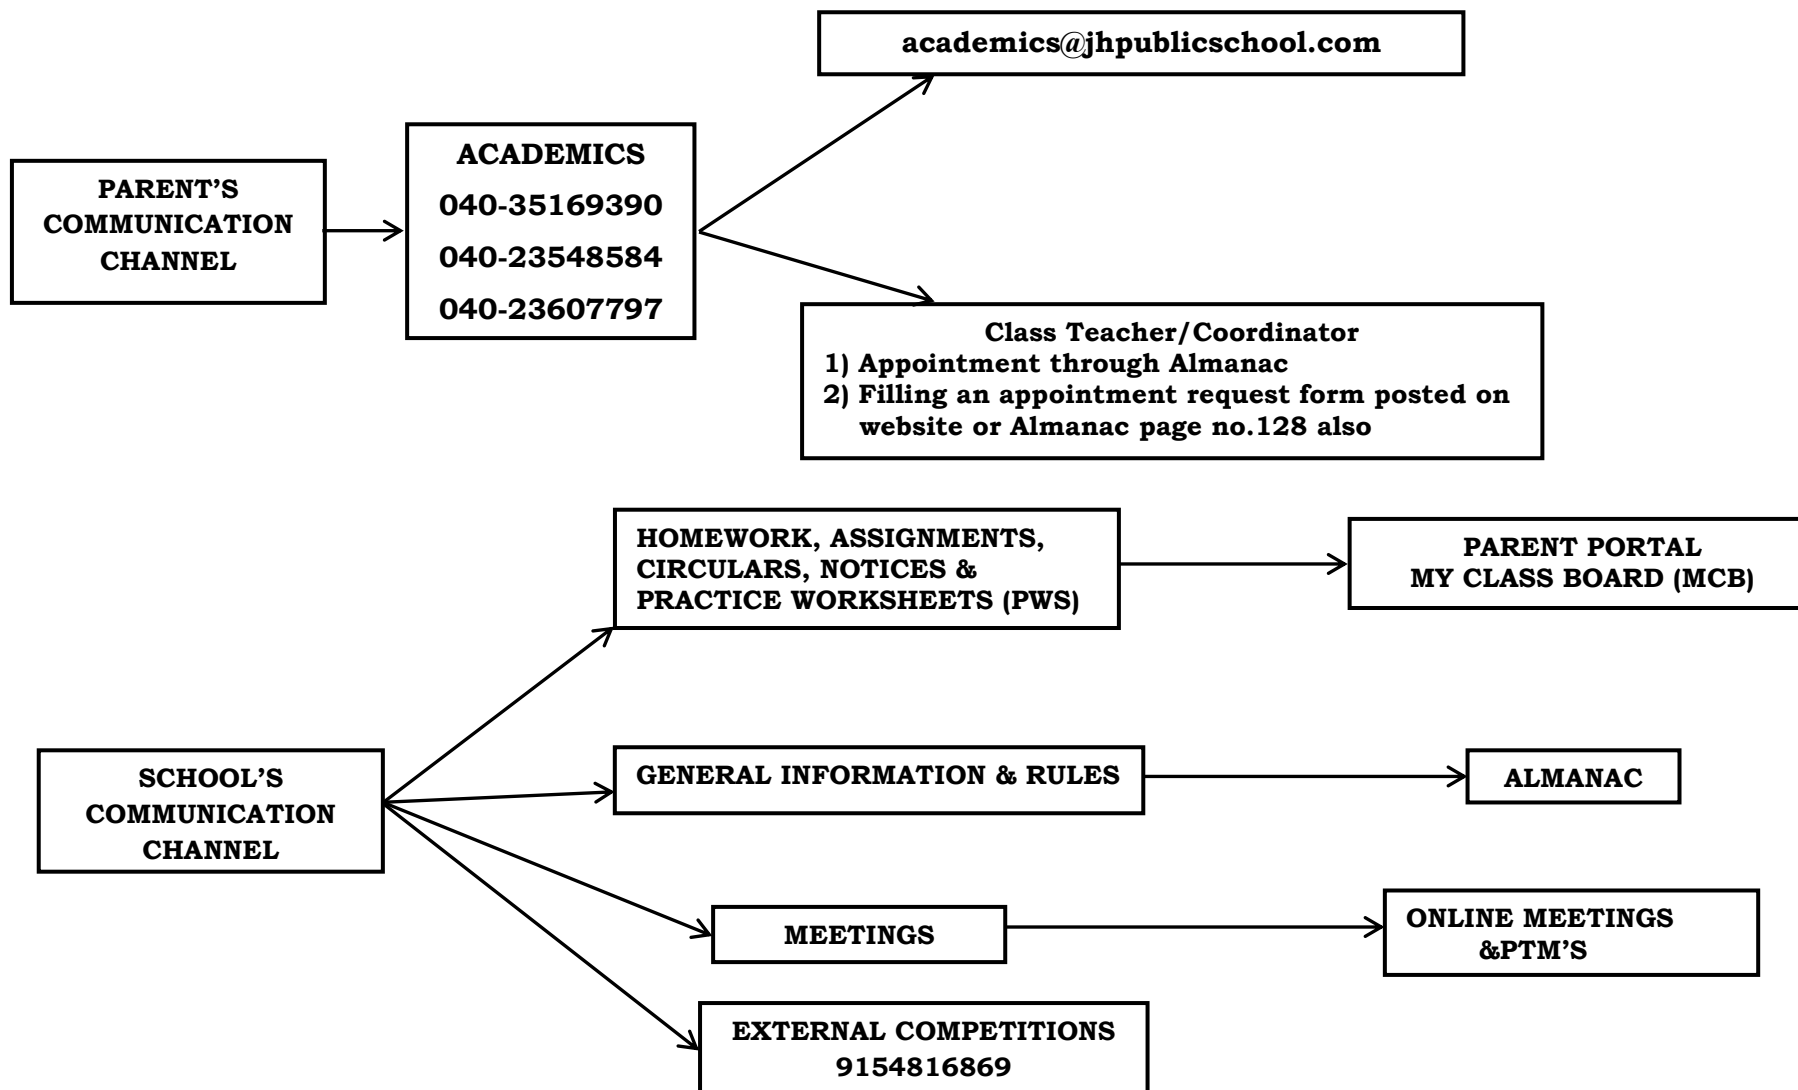 academics@jhpublicschool.com
PARENT’S
COMMUNICATION
CHANNEL
ACADEMICS
040-35169390
040-23548584
040-23607797
Class Teacher/Coordinator
1) Appointment through Almanac
2) Filling an appointment request form posted on
website or Almanac page no.128 also
SCHOOL’S
COMMUNICATION
CHANNEL
HOMEWORK, ASSIGNMENTS,
CIRCULARS, NOTICES &
PRACTICE WORKSHEETS (PWS)
PARENT PORTAL
MY CLASS BOARD (MCB)
GENERAL INFORMATION & RULES
ALMANAC
MEETINGS
ONLINE MEETINGS
&PTM’S
EXTERNAL COMPETITIONS
9154816869